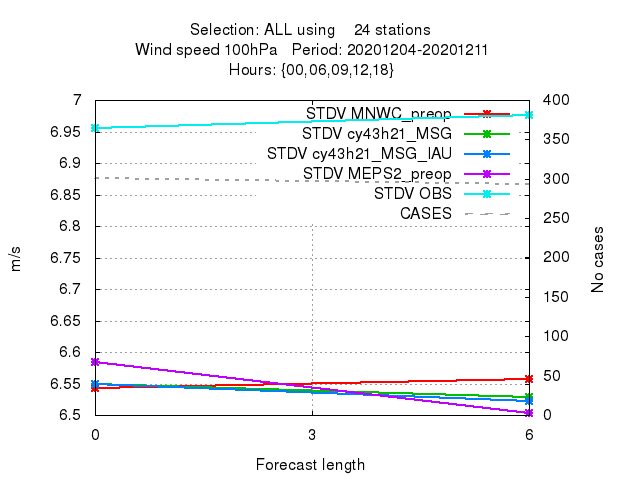 Selection: ALL using    24 stations
Wind speed 100hPa   Period: 20201204-20201211
Hours: {00,06,09,12,18}
7
6.95
6.9
6.85
6.8
6.75
6.7
6.65
6.6
6.55
6.5
m/s
STDV MNWC_preop
STDV cy43h21_MSG
STDV cy43h21_MSG_IAU
STDV MEPS2_preop
STDV OBS
CASES
400
350
300
250
200
150
100
50
0
No cases
0 3 6
Forecast length